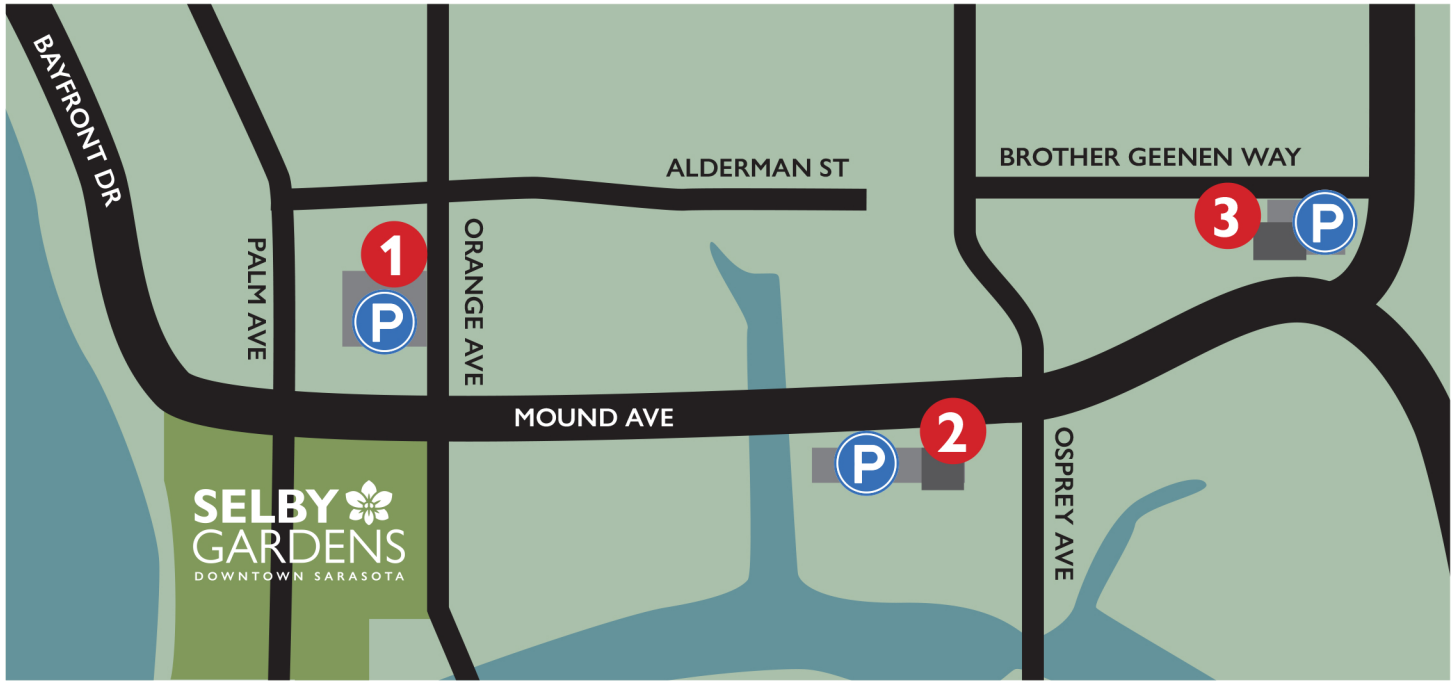 BAYFRONT DR
ALDERMAN ST
BROTHER GEENEN WAY
3
P
1
P
PALM AVE
ORANGE AVE
MOUND AVE
2
P
OSPREY AVE
SELBY
GARDENS
DOWNTOWN SARASOTA